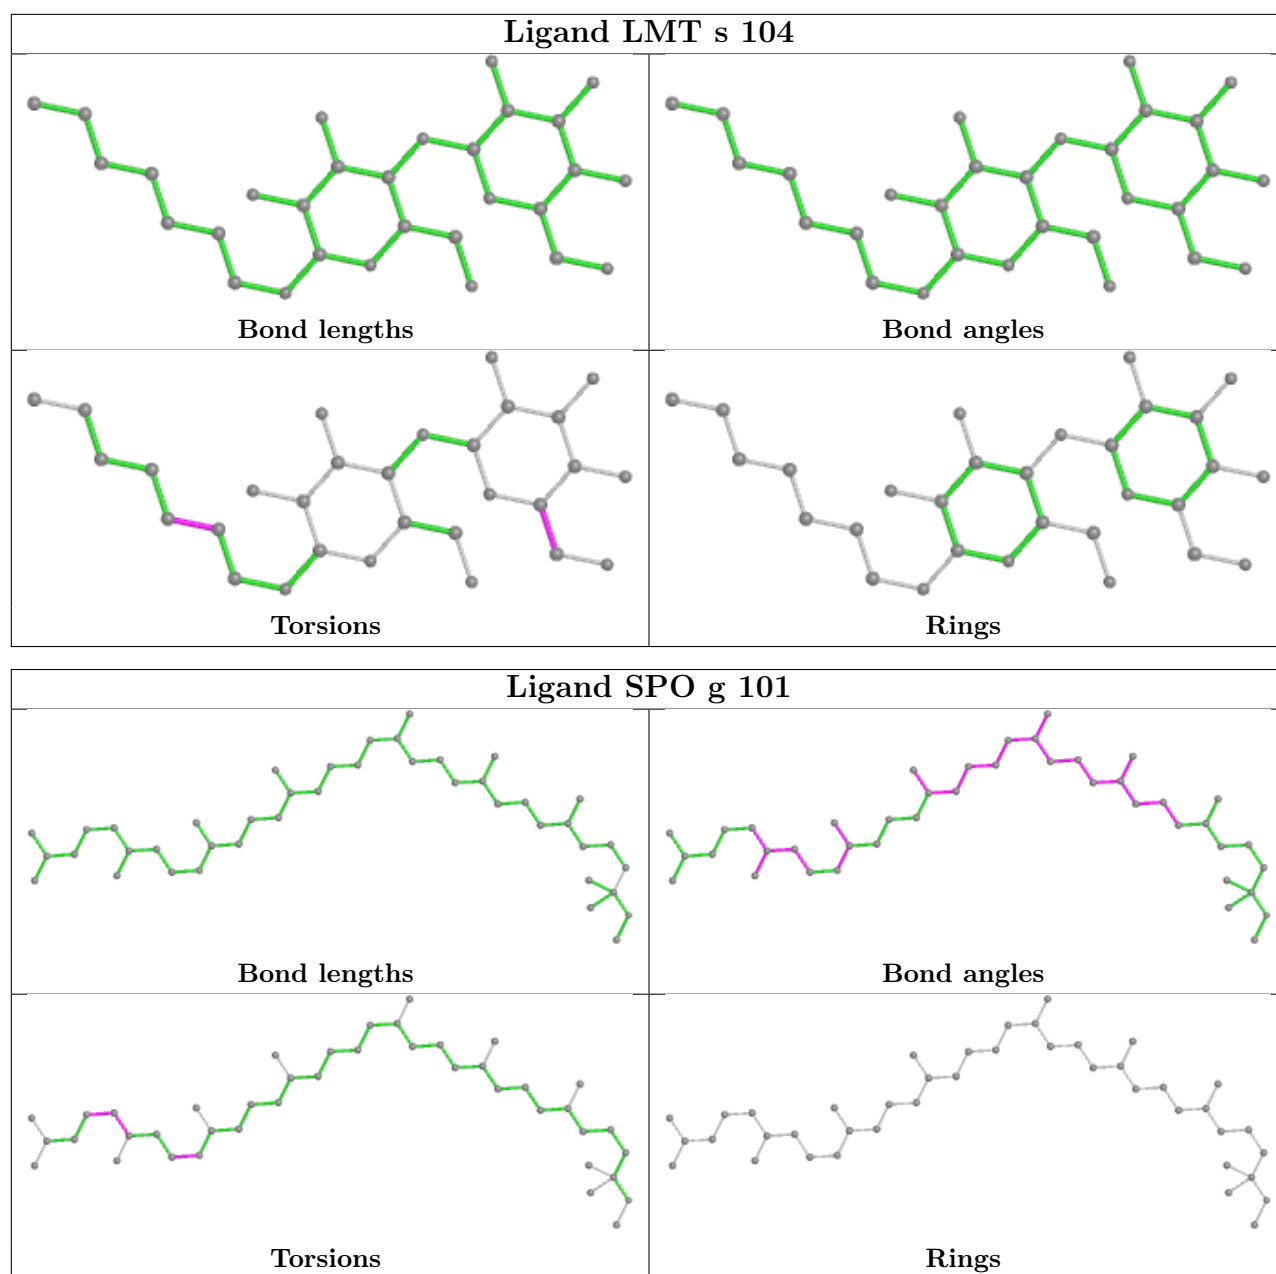 Ligand LMT s 104
Bond lengths
Bond angles
Torsions
Rings
Ligand SPO g 101
Bond lengths
Bond angles
Torsions
Rings